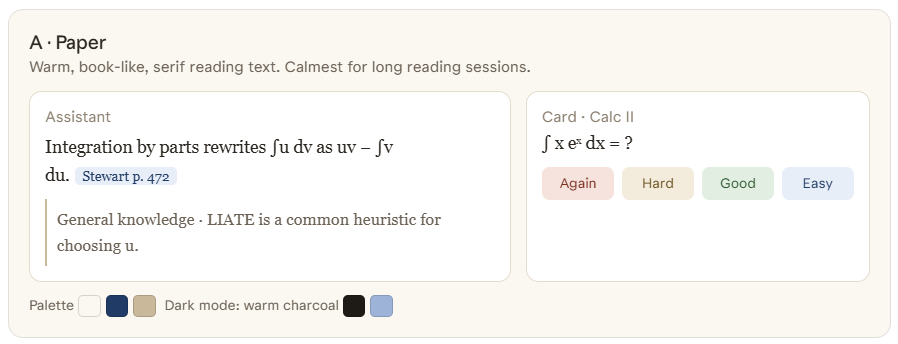 A · Paper
Warm, book-like, serif reading text. Calmest for long reading sessions.
Assistant
Integration by parts rewrites ∫u dv as uv − ∫v
du. Stewart p. 472
General knowledge · LIATE is a common heuristic for
choosing u.
Card · Calc II
∫ x eˣ dx = ?
Again Hard Good Easy
Palette Dark mode: warm charcoal